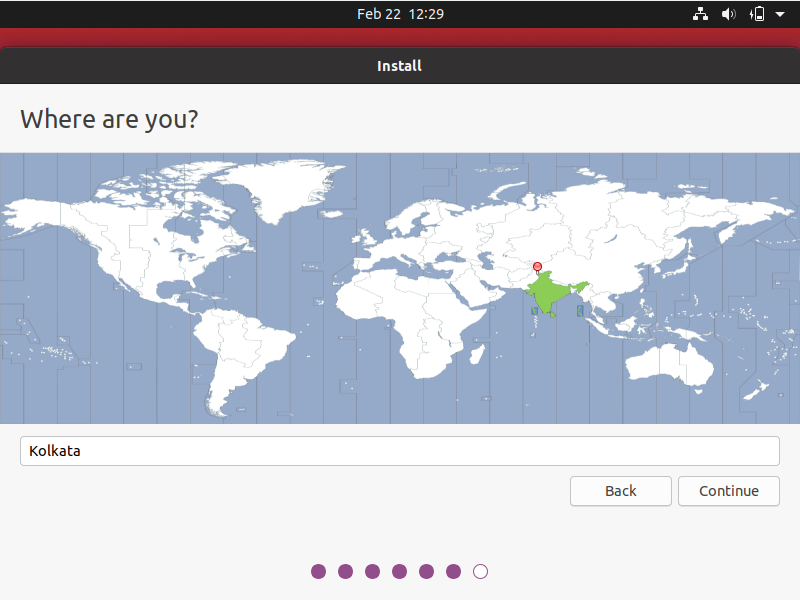 Feb 22 12:29
Install
Where are you?
Kolkata
Back
Continue